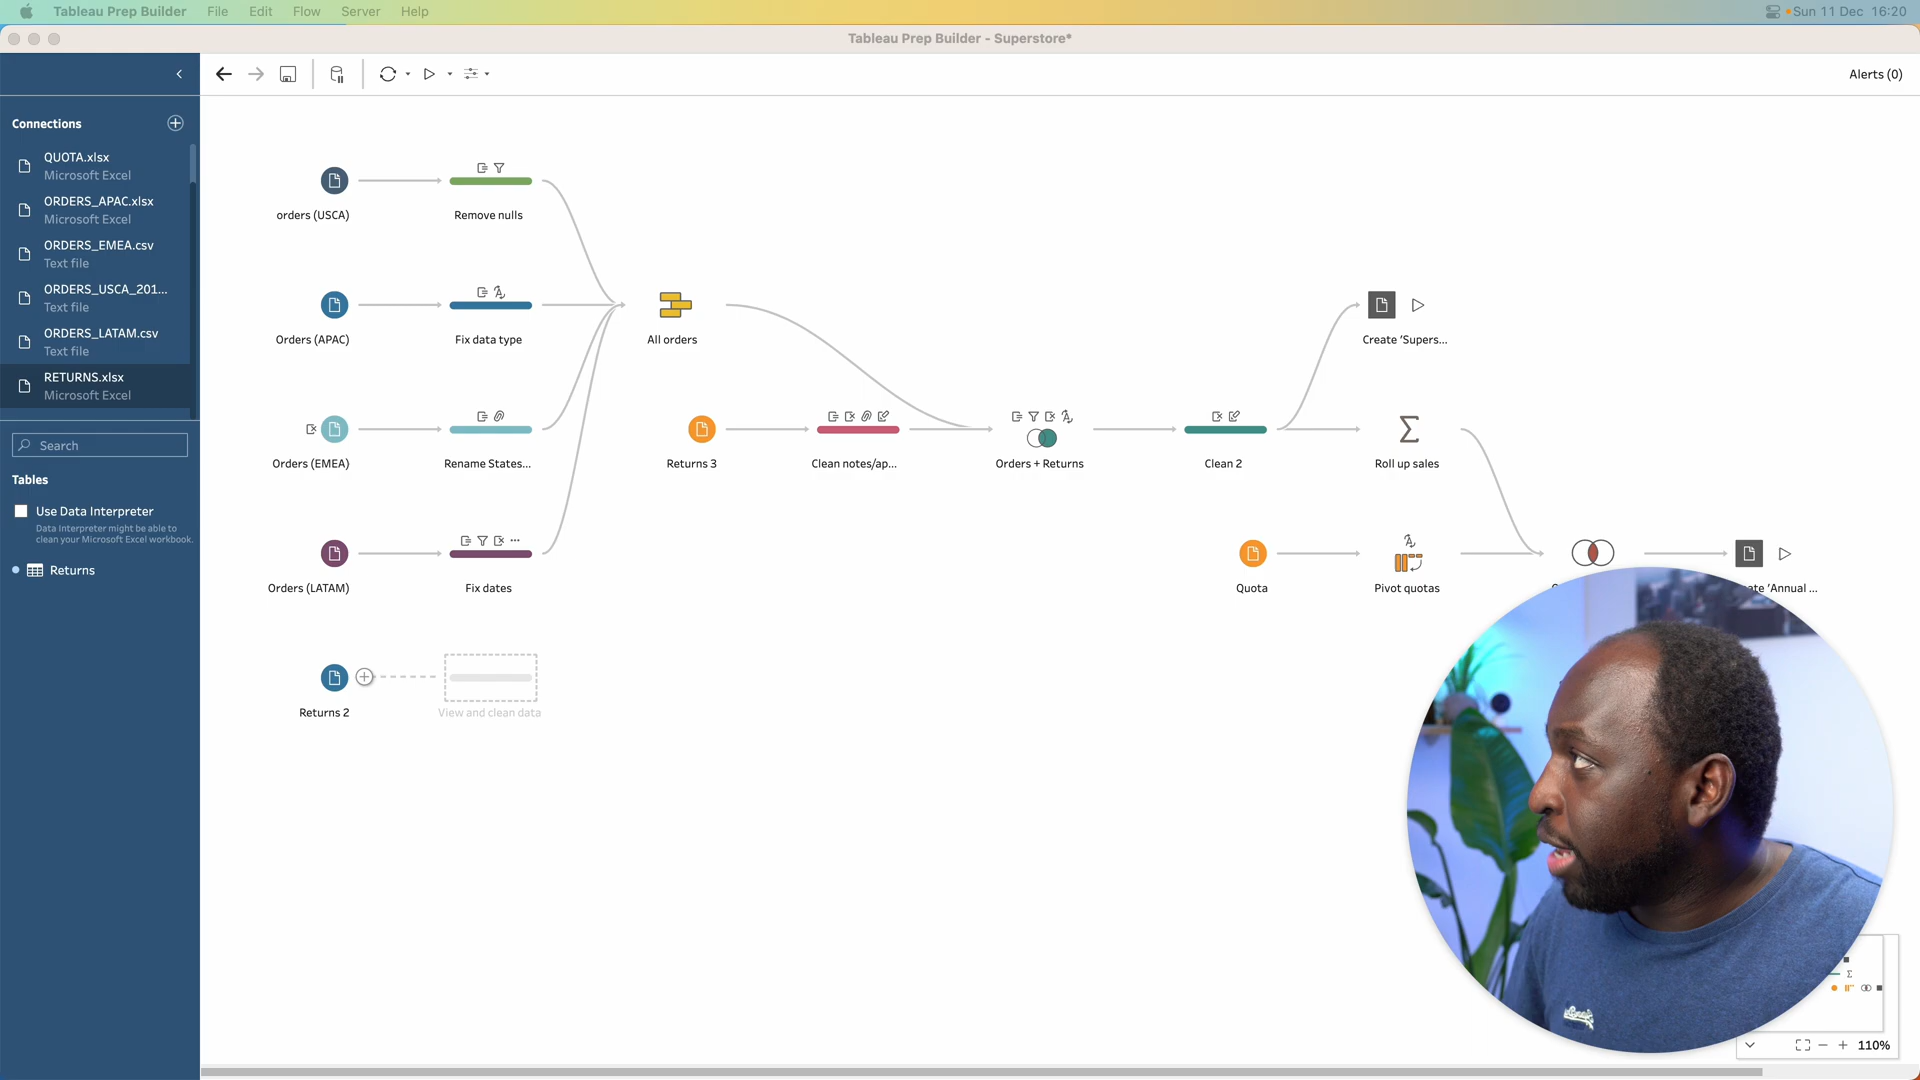 Tableau Prep Builder File Edit Flow Server Help
Sun 11 Dec 16:20
Tableau Prep Builder - Superstore*
Alerts (0)
Connections
QUOTA.xlsx
Microsoft Excel
ORDERS_APAC.xlsx
Microsoft Excel
ORDERS_EMEA.csv
Text file
ORDERS_USCA_201...
Text file
ORDERS_LATAM.csv
Text file
RETURNS.xlsx
Microsoft Excel
Search
Tables
Use Data Interpreter
Data Interpreter might be able to
clean your Microsoft Excel workbook.
Returns
orders (USCA)
Remove nulls
Orders (APAC)
Fix data type
All orders
Create 'Supers...
Orders (EMEA)
Rename States...
Returns 3
Clean notes/ap...
Orders + Returns
Clean 2
Roll up sales
Orders (LATAM)
Fix dates
Quota
Pivot quotas
ate 'Annual ...
Returns 2
View and clean data
110%